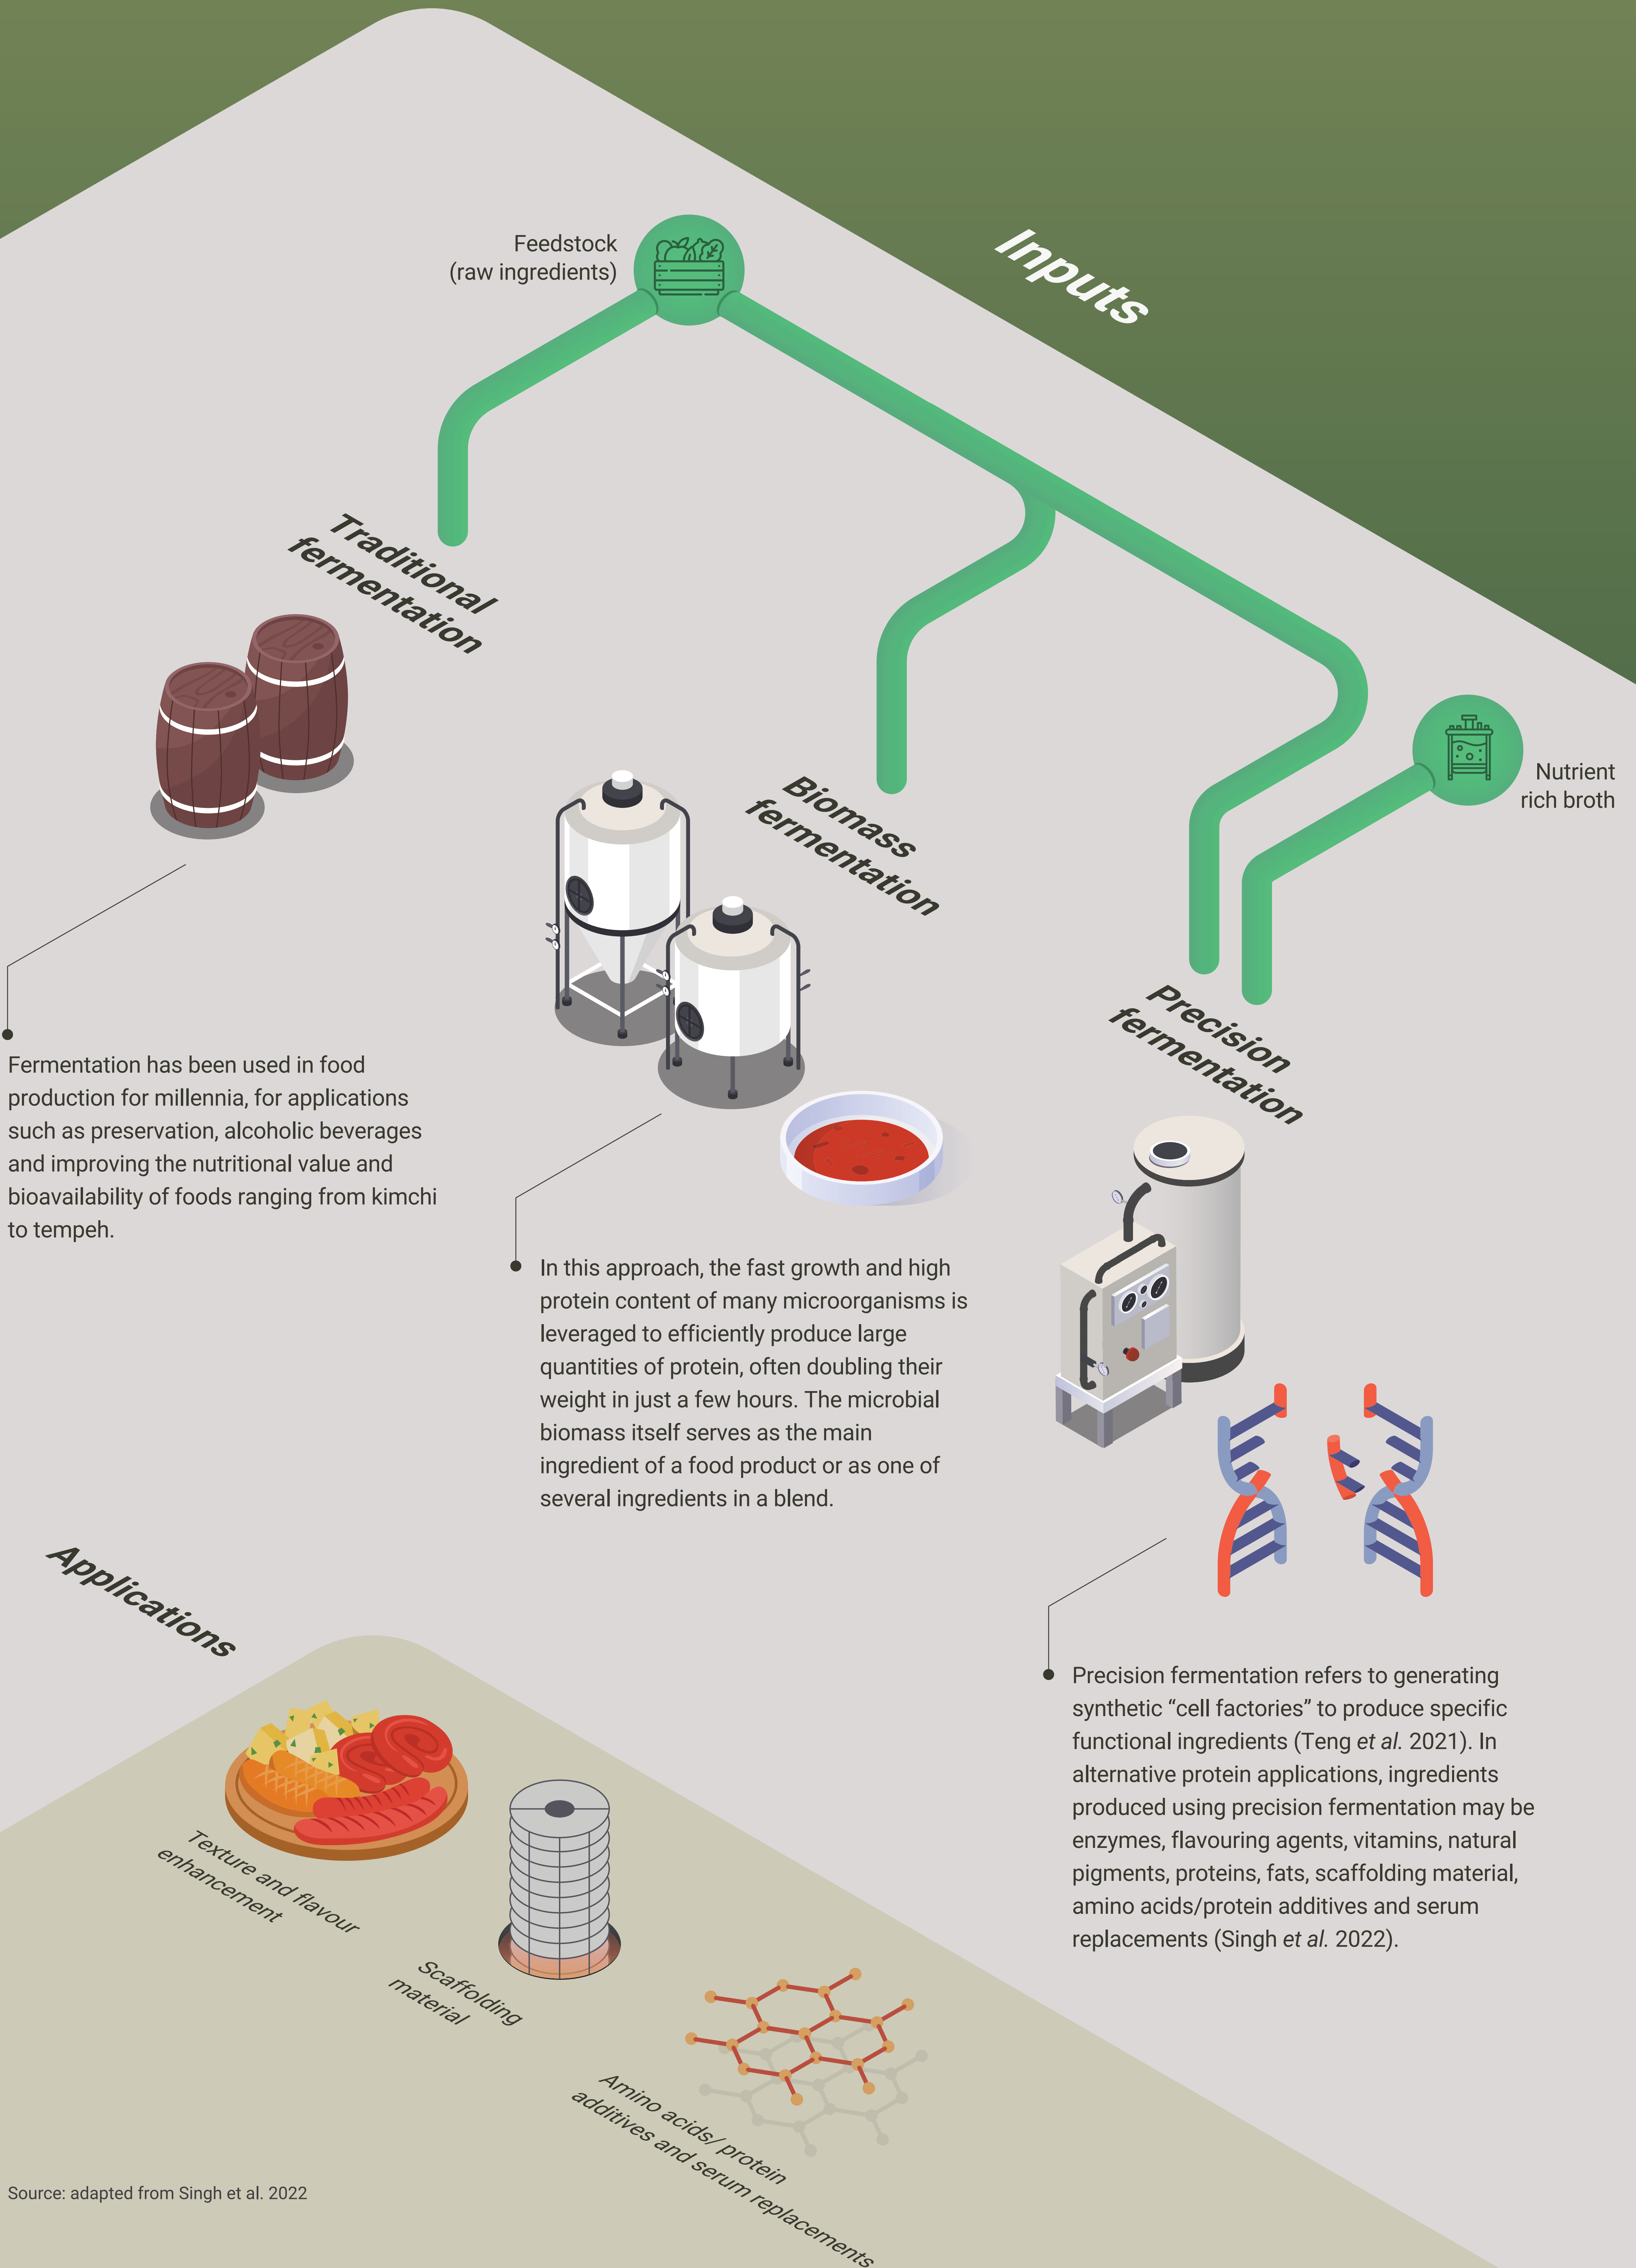 Inputs
Feedstock
(raw ingredients)
Traditional
fermentation
Nutrient
rich broth
Biomass
fermentation
Precision
fermentation
Fermentation has been used in food
production for millennia, for applications
such as preservation, alcoholic beverages
and improving the nutritional value and
bioavailability of foods ranging from kimchi
to tempeh.
In this approach, the fast growth and high
protein content of many microorganisms is
leveraged to efficiently produce large
quantities of protein, often doubling their
weight in just a few hours. The microbial
biomass itself serves as the main
ingredient of a food product or as one of
several ingredients in a blend.
Precision fermentation refers to generating
synthetic “cell factories” to produce specific
functional ingredients (Teng et al. 2021). In
alternative protein applications, ingredients
produced using precision fermentation may be
enzymes, flavouring agents, vitamins, natural
pigments, proteins, fats, scaffolding material,
amino acids/protein additives and serum
replacements (Singh et al. 2022).
Applications
Texture and flavour
enhancement
Scaffolding
material
Amino acids/ protein
additives and serum replacements
Source: adapted from Singh et al. 2022